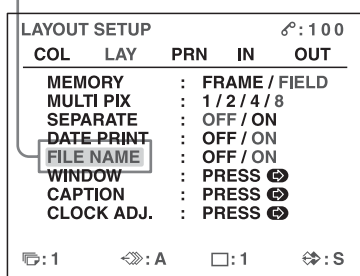 LAYOUT SETUP :100
COL LAY PRN IN OUT
MEMORY : FRAME / FIELD
MULTI PIX : 1 / 2 / 4 / 8
SEPARATE : OFF / ON
DATE PRINT : OFF / ON
FILE NAME : OFF / ON
WINDOW : PRESS
CAPTION : PRESS
CLOCK ADJ. : PRESS
:1 :A :1 :S